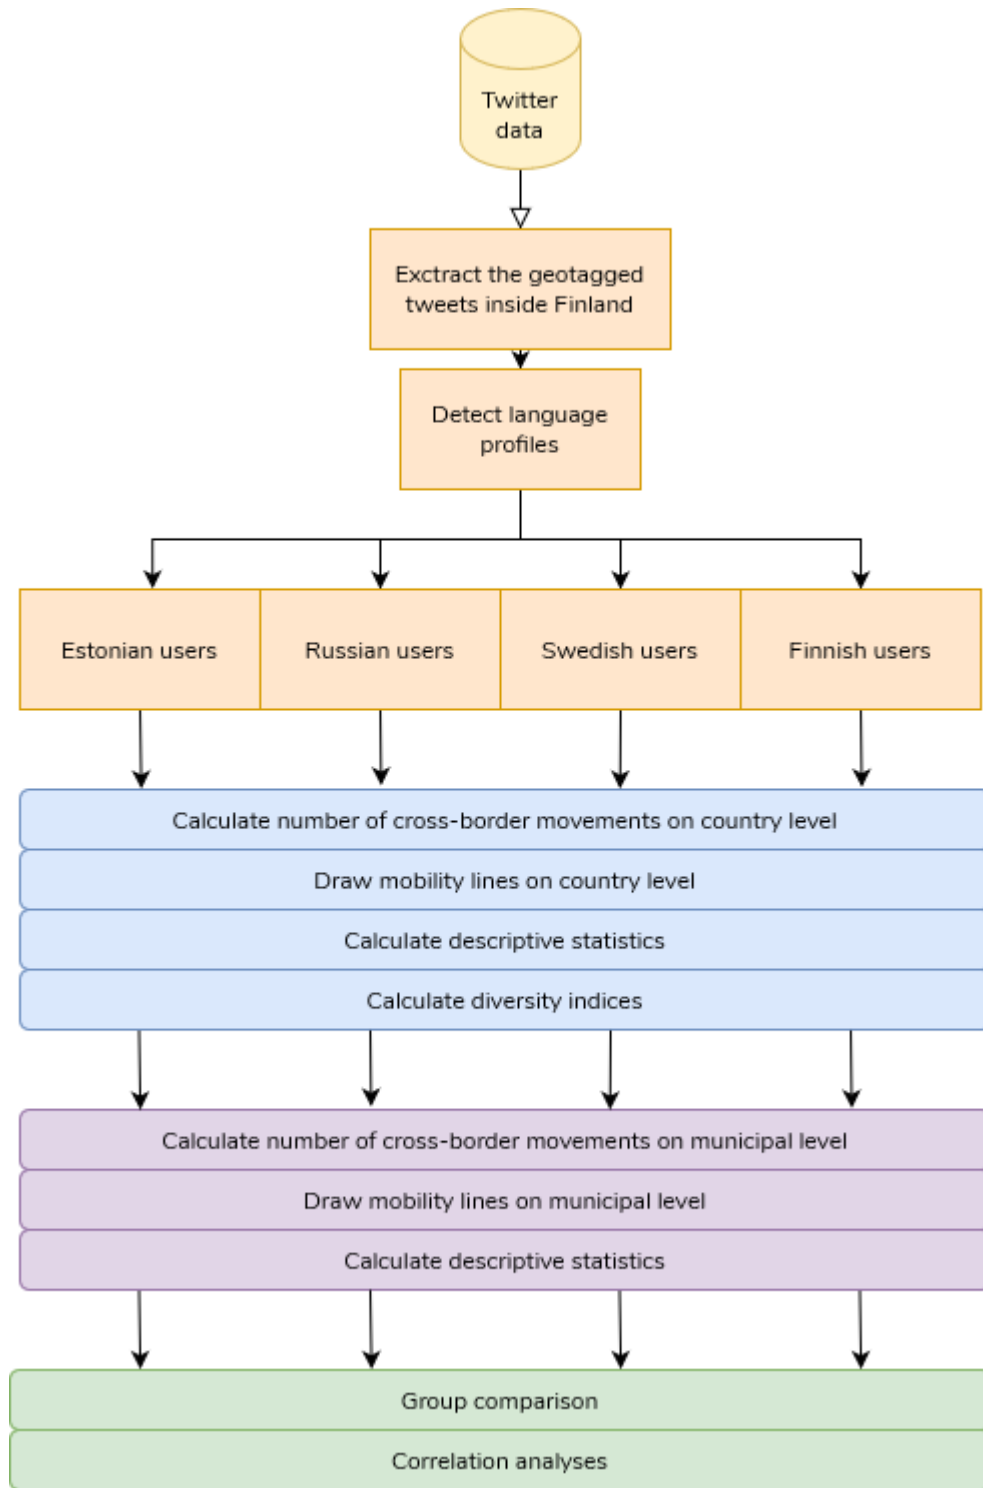 Twitter
data
Exctract the geotagged
tweets inside Finland
Detect language
profiles
Estonian users
Russian users
Swedish users
Finnish users
Calculate number of cross-border movements on country level
Draw mobility lines on country level
Calculate descriptive statistics
Calculate diversity indices
Calculate number of cross-border movements on municipal level
Draw mobility lines on municipal level
Calculate descriptive statistics
Group comparison
Correlation analyses